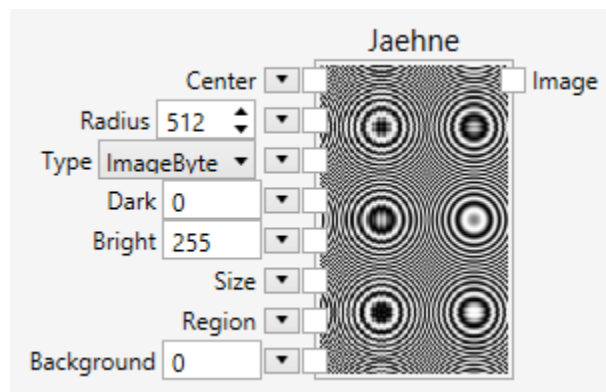 Jaehne
Center
Image
Radius 512
Type ImageByte
Dark 0
Bright 255
Size
Region
Background 0